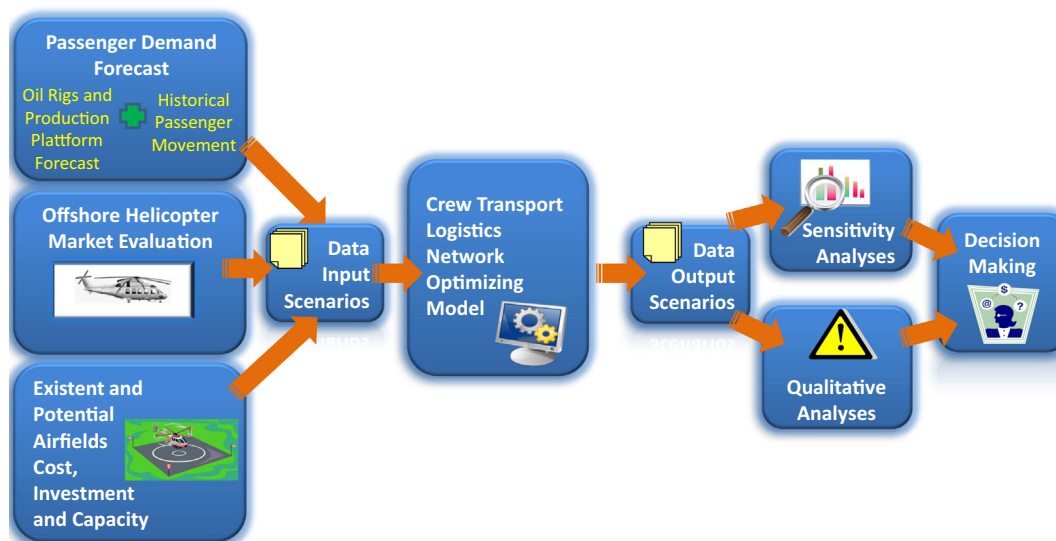 Passenger Demand
Forecast
Oil Rigs and
Production
Plattform
Forecast
Historical
Passenger
Movement
Offshore Helicopter
Market Evaluation
Existent and
Potential
Airfields
Cost,
Investment
and Capacity
Data
Input
Scenarios
Crew Transport
Logistics
Network
Optimizing
Model
Data
Output
Scenarios
Sensitivity
Analyses
!
Qualitative
Analyses
Decision
Making
$
@
?